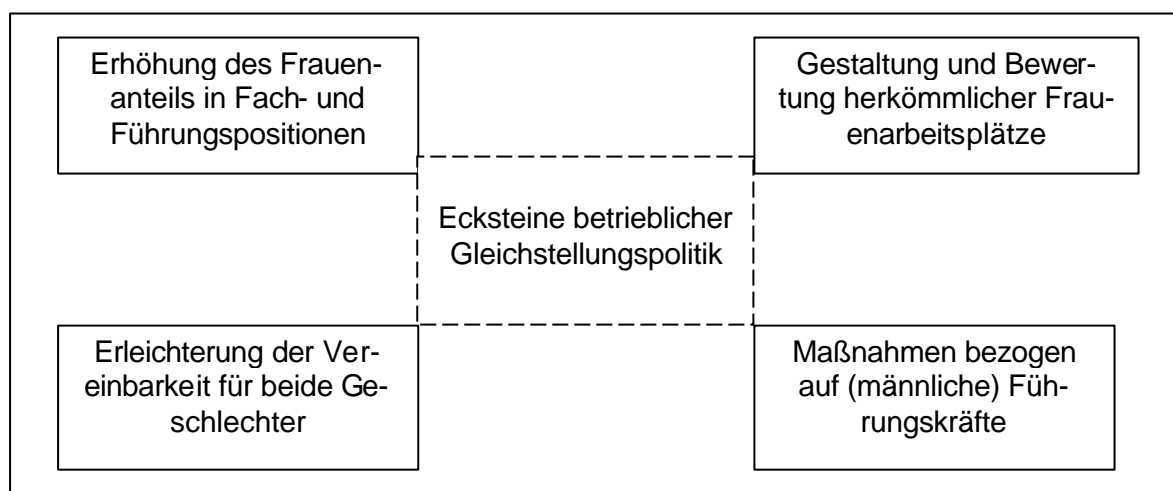 Erhöhung des Frauen-
anteils in Fach- und
Führungspositionen
Gestaltung und Bewer-
tung herkömmlicher Frau-
enarbeitsplätze
Ecksteine betrieblicher
Gleichstellungspolitik
Erleichterung der Ver-
einbarkeit für beide Ge-
schlechter
Maßnahmen bezogen
auf (männliche) Füh-
rungskräfte